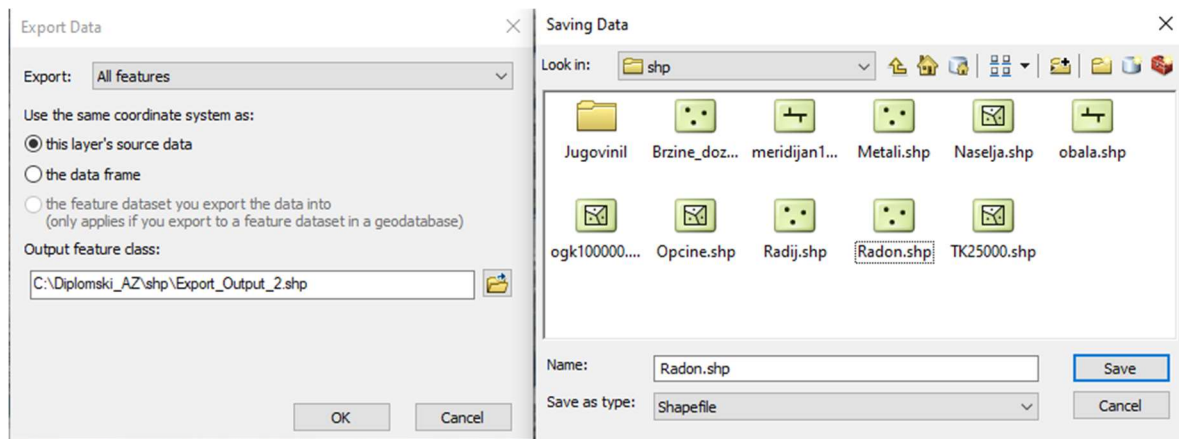 Export Data
Export: All features
Use the same coordinate system as:
this layer's source data
the data frame
the feature dataset you export the data into
(only applies if you export to a feature dataset in a geodatabase)
Output feature class:
C:\Diplomski_AZ\shp\Export_Output_2.shp
OK Cancel
Saving Data
Look in: shp
Jugovinil Brzine_doz... meridijan1... Metali.shp Naselja.shp obala.shp
ogk100000.... Opcine.shp Radij.shp Radon.shp TK25000.shp
Name: Radon.shp Save
Save as type: Shapefile Cancel